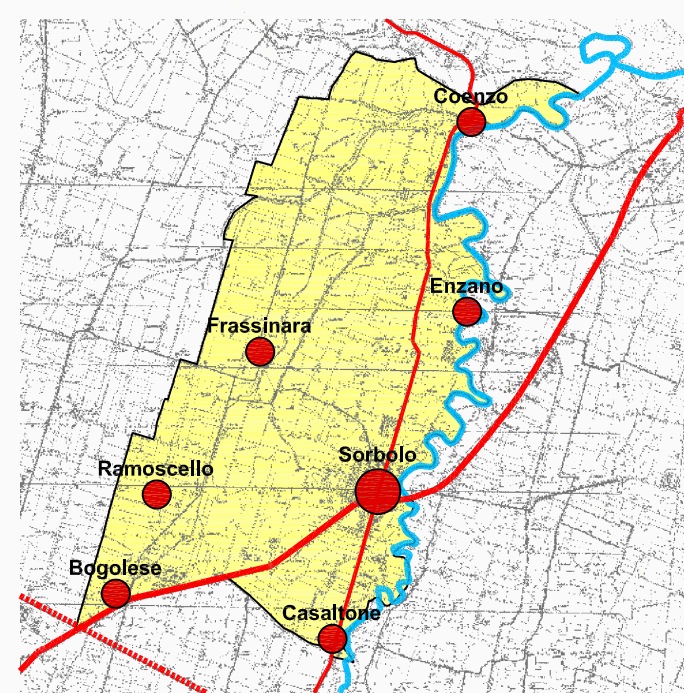 Coenzo
Enzano
Frassinara
Sorbolo
Ramoscello
Bogolese
Casaltone